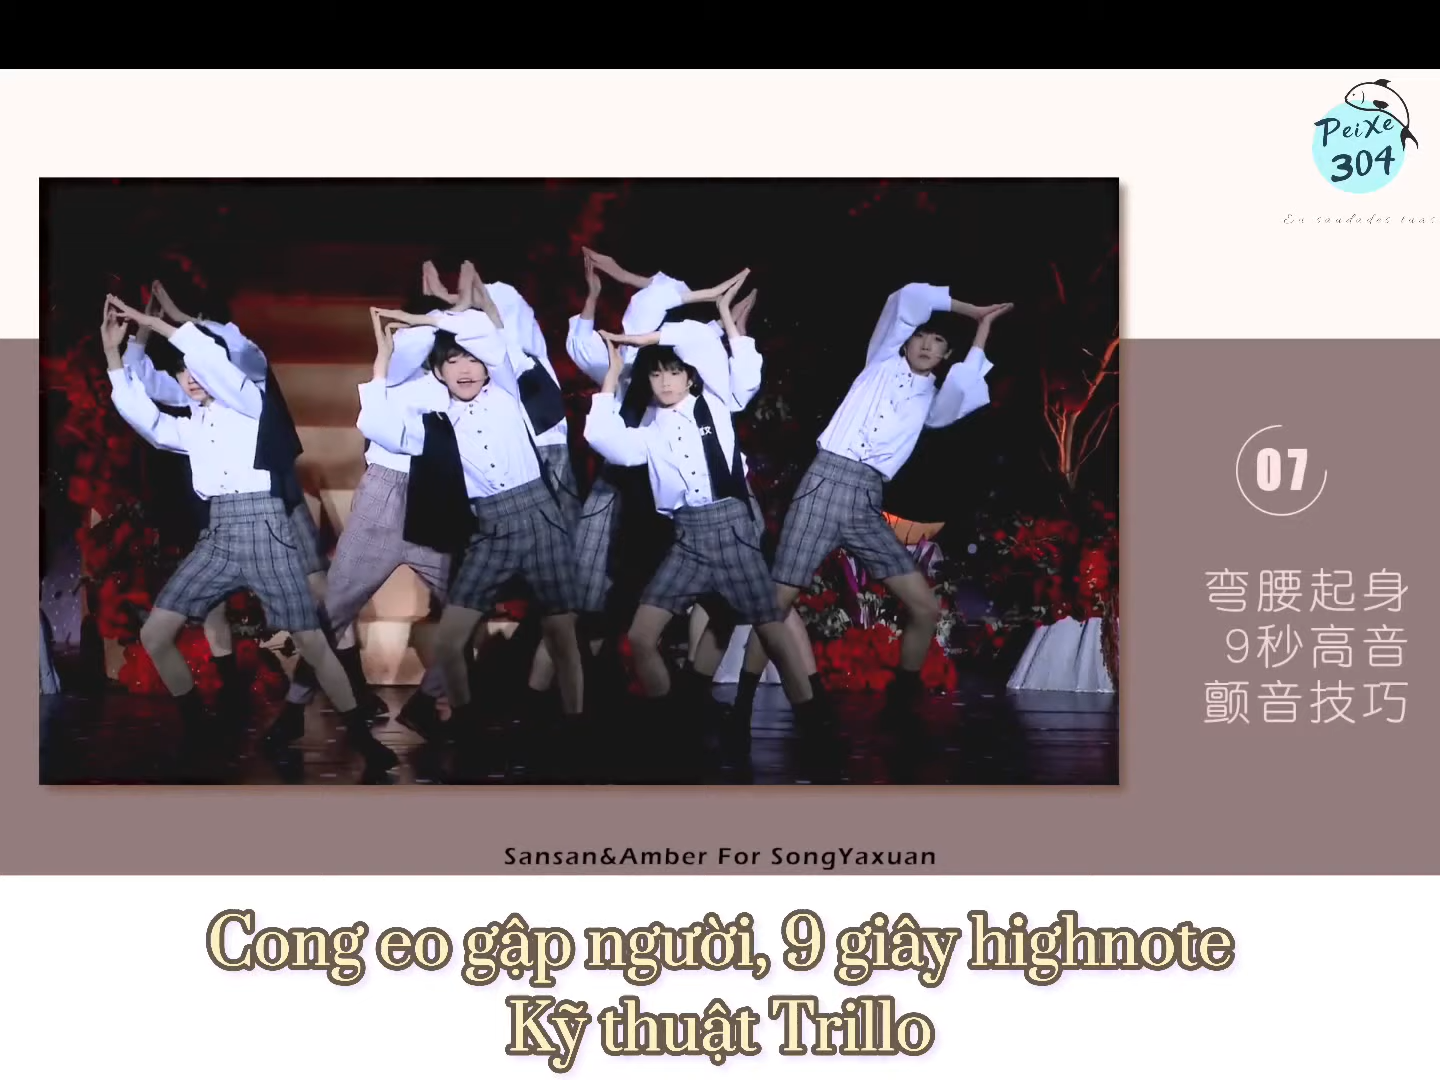 PeiXe
304
07
弯腰起身
9秒高音
颤音技巧
Sansan&Amber For SongYaxuan
Cong eo gập người, 9 giây highnote
Kỹ thuật Trillo